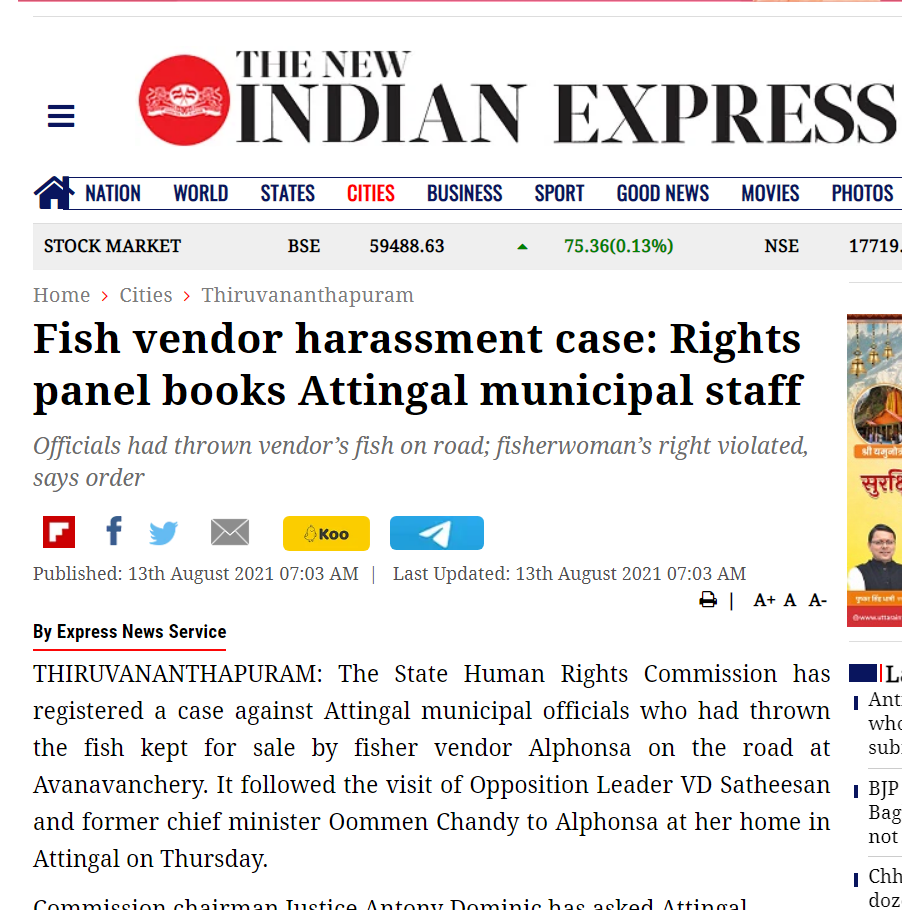 THE NEW
INDIAN EXPRESS
NATION WORLD STATES CITIES BUSINESS SPORT GOOD NEWS MOVIES PHOTOS
STOCK MARKET BSE 59488.63 75.36(0.13%) NSE 17719.
Home > Cities > Thiruvananthapuram
Fish vendor harassment case: Rights
panel books Attingal municipal staff
Officials had thrown vendor’s fish on road; fisherwoman’s right violated,
says order
Koo
Published: 13th August 2021 07:03 AM | Last Updated: 13th August 2021 07:03 AM
| A+ A A-
By Express News Service
THIRUVANANTHAPURAM: The State Human Rights Commission has
registered a case against Attingal municipal officials who had thrown
the fish kept for sale by fisher vendor Alphonsa on the road at
Avanavanchery. It followed the visit of Opposition Leader VD Satheesan
and former chief minister Oommen Chandy to Alphonsa at her home in
Attingal on Thursday.
Commission chairman Justice Antony Dominic has asked Attingal
श्री
सुरक्षि
पुष्कर सिंह
La
Ant
who
sub
BJP
Bag
not
Chh
doz